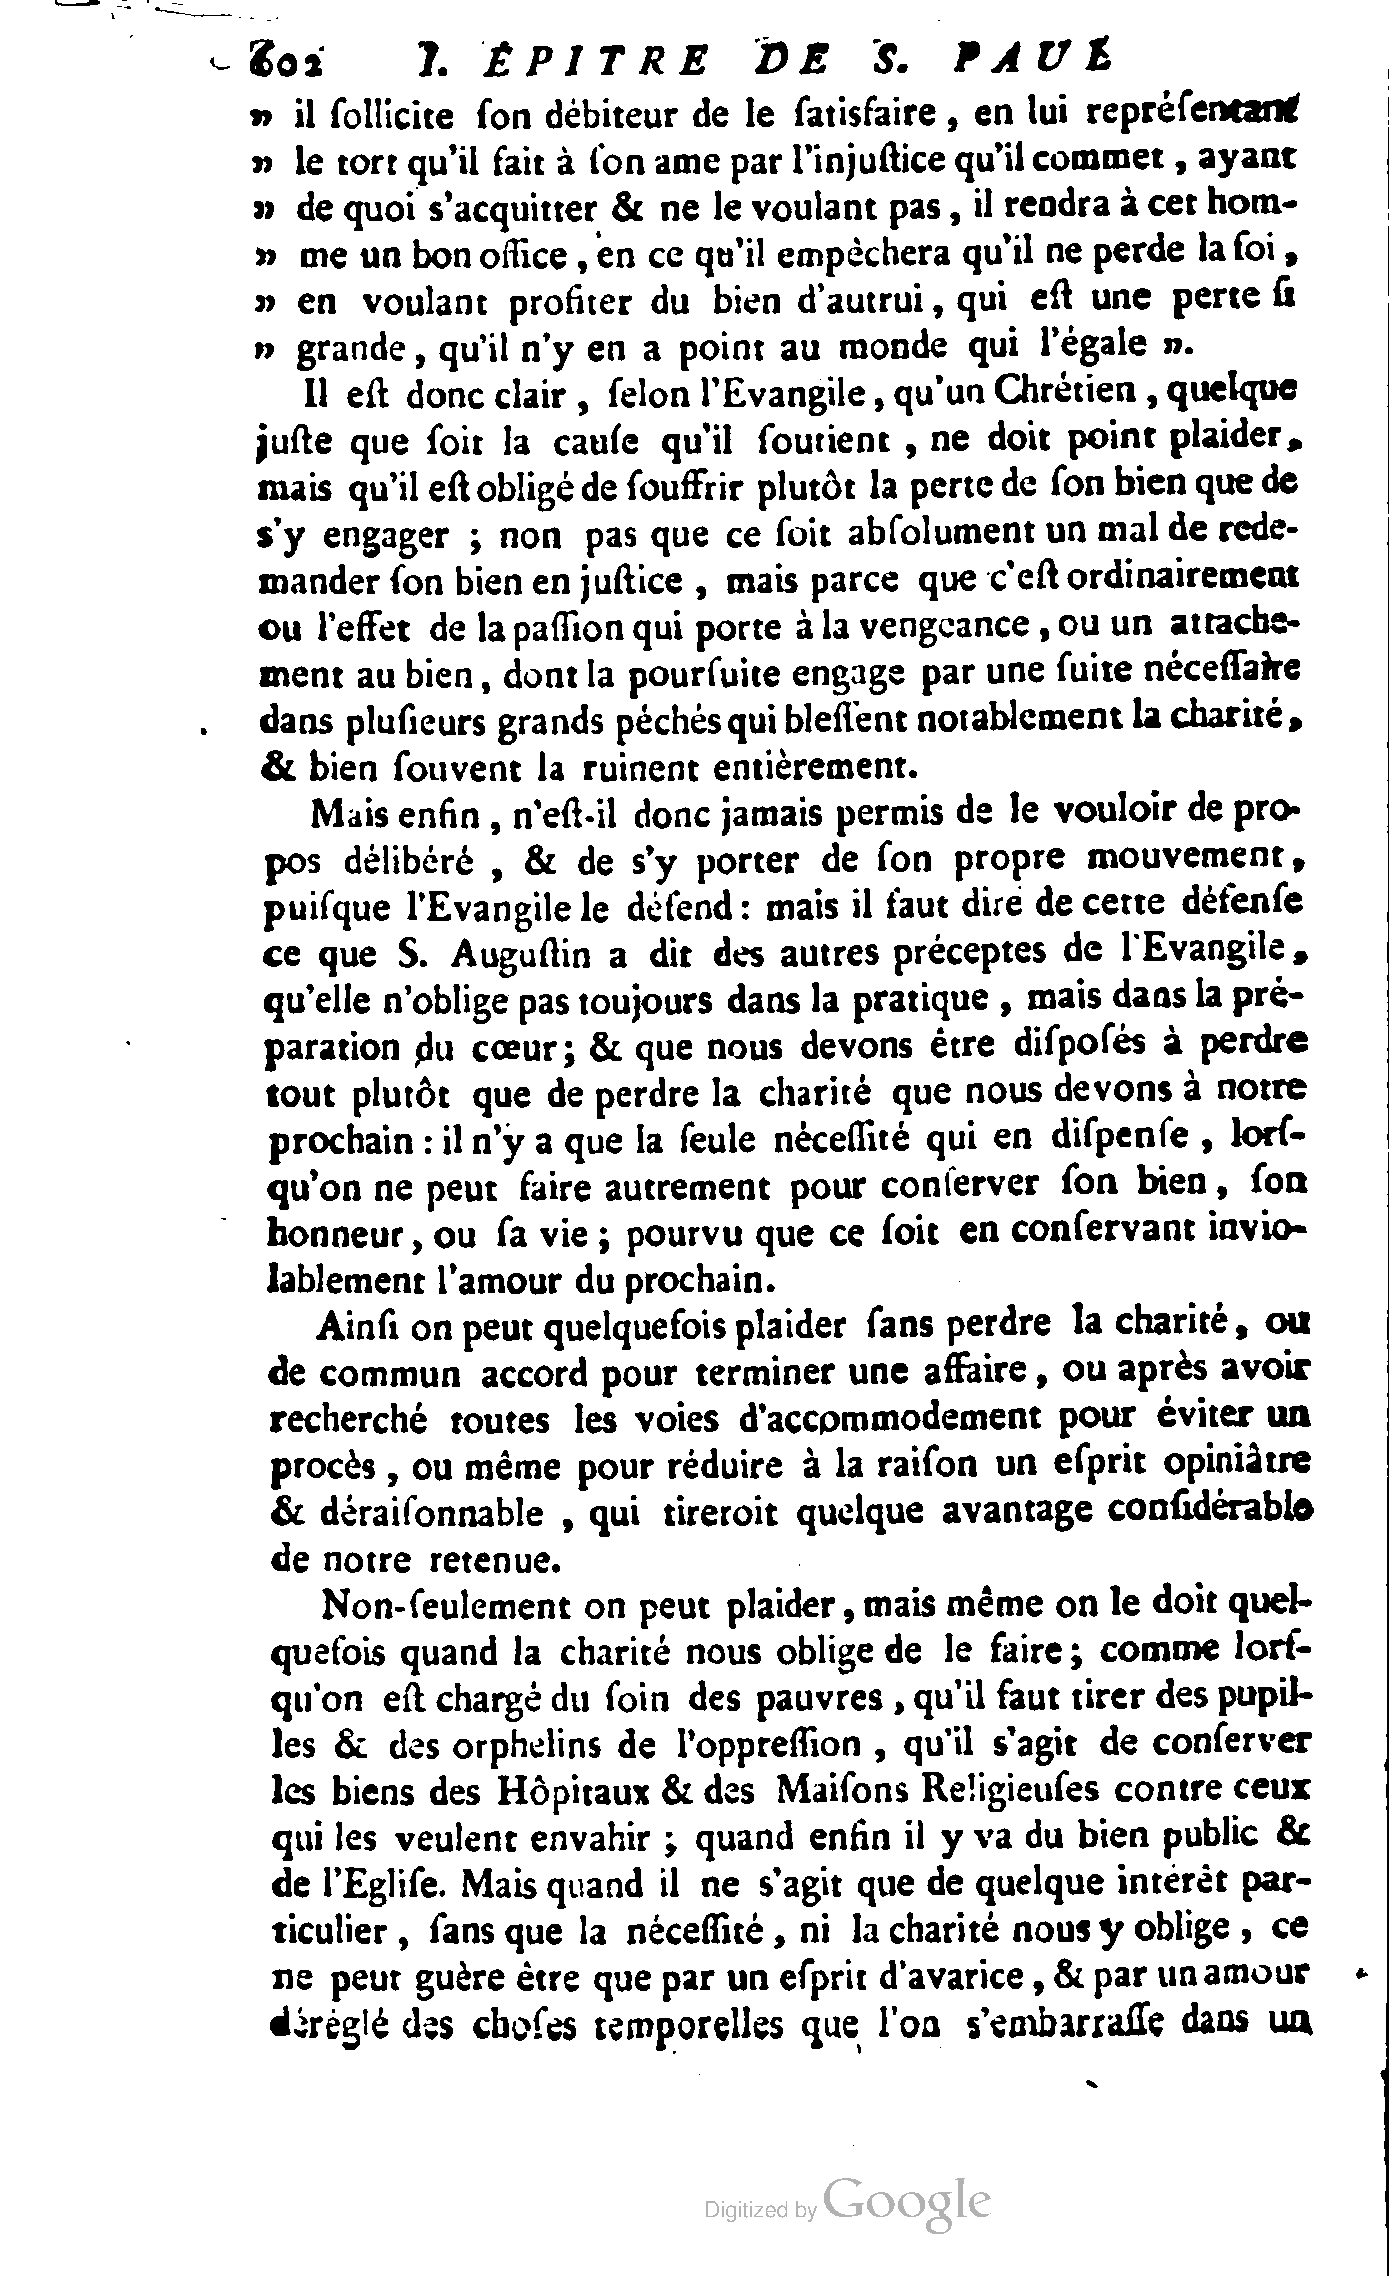 602 I. ÉPITRE DE S. PAUL
» il ſollicite ſon débiteur de le ſatisfaire, en lui repréſentant
» le tort qu'il fait à ſon ame par l'injuſtice qu'il commet, ayant
» de quoi s'acquitter & ne le voulant pas, il rendra à cet hom-
» me un bon office, en ce qu'il empêchera qu'il ne perde la foi,
» en voulant profiter du bien d'autrui, qui eſt une perte ſi
» grande, qu'il n'y en a point au monde qui l'égale ».
Il eſt donc clair, ſelon l'Evangile, qu'un Chrétien, quelque
juſte que ſoit la cauſe qu'il ſoutient, ne doit point plaider,
mais qu'il eſt obligé de ſouffrir plutôt la perte de ſon bien que de
s'y engager ; non pas que ce ſoit abſolument un mal de rede-
mander ſon bien en juſtice, mais parce que c'eſt ordinairement
ou l'effet de la paſſion qui porte à la vengeance, ou un attache-
ment au bien, dont la pourſuite engage par une ſuite néceſſaire
dans pluſieurs grands péchés qui bleſſent notablement la charité,
& bien ſouvent la ruinent entièrement.
Mais enfin, n'eſt-il donc jamais permis de le vouloir de pro-
pos délibéré, & de s'y porter de ſon propre mouvement,
puiſque l'Evangile le défend : mais il faut dire de cette défenſe
ce que S. Auguſtin a dit des autres préceptes de l'Evangile,
qu'elle n'oblige pas toujours dans la pratique, mais dans la pré-
paration du cœur; & que nous devons être diſpoſés à perdre
tout plutôt que de perdre la charité que nous devons à notre
prochain : il n'y a que la ſeule néceſſité qui en diſpenſe, lorſ-
qu'on ne peut faire autrement pour conſerver ſon bien, ſon
honneur, ou ſa vie ; pourvu que ce ſoit en conſervant invio-
lablement l'amour du prochain.
Ainſi on peut quelquefois plaider ſans perdre la charité, ou
de commun accord pour terminer une affaire, ou après avoir
recherché toutes les voies d'accommodement pour éviter un
procès, ou même pour réduire à la raiſon un eſprit opiniâtre
& déraiſonnable, qui tireroit quelque avantage conſidérable
de notre retenue.
Non-ſeulement on peut plaider, mais même on le doit quel-
quefois quand la charité nous oblige de le faire ; comme lorſ-
qu'on eſt chargé du ſoin des pauvres, qu'il faut tirer des pupil-
les & des orphelins de l'oppreſſion, qu'il s'agit de conſerver
les biens des Hôpitaux & des Maiſons Religieuſes contre ceux
qui les veulent envahir ; quand enfin il y va du bien public &
de l'Egliſe. Mais quand il ne s'agit que de quelque intérêt par-
ticulier, ſans que la néceſſité, ni la charité nous y oblige, ce
ne peut guère être que par un eſprit d'avarice, & par un amour
déréglé des choſes temporelles que l'on s'embarraſſe dans un
Digitized by Google